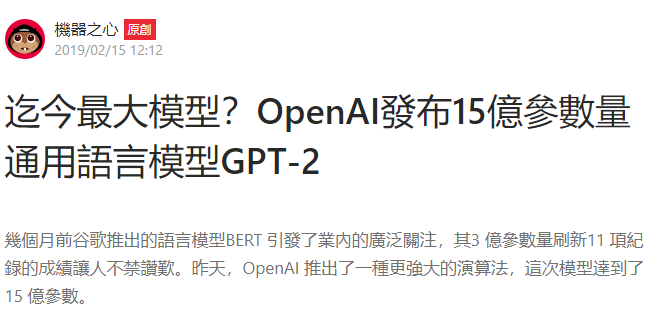 機器之心 原創
2019/02/15 12:12
迄今最大模型？OpenAI發布15億參數量
通用語言模型GPT-2
幾個月前谷歌推出的語言模型BERT 引發了業內的廣泛關注，其3 億參數量刷新11 項紀
錄的成績讓人不禁讚歎。昨天，OpenAI 推出了一種更強大的演算法，這次模型達到了
15 億參數。